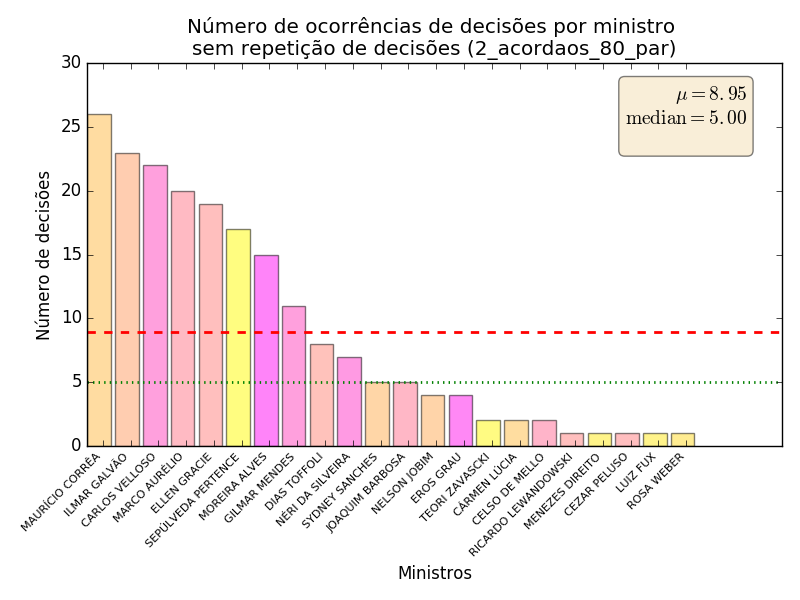 Número de ocorrências de decisões por ministro
sem repetição de decisões (2_acordaos_80_par)
μ = 8.95
median = 5.00
Número de decisões
30
25
20
15
10
5
0
MAURÍCIO CORRÊA
ILMAR GALVÃO
CARLOS VELLOSO
MARCO AURÉLIO
ELLEN GRACIE
SEPÚLVEDA PERTENCE
MOREIRA ALVES
GILMAR MENDES
DIAS TOFFOLI
NÉRI DA SILVEIRA
SYDNEY SANCHES
JOAQUIM BARBOSA
NELSON JOBIM
EROS GRAU
TEORI ZAVASCKI
CÁRMEN LÚCIA
CELSO DE MELLO
RICARDO LEWANDOWSKI
MENEZES DIREITO
CEZAR PELUSO
LUIZ FUX
ROSA WEBER
Ministros